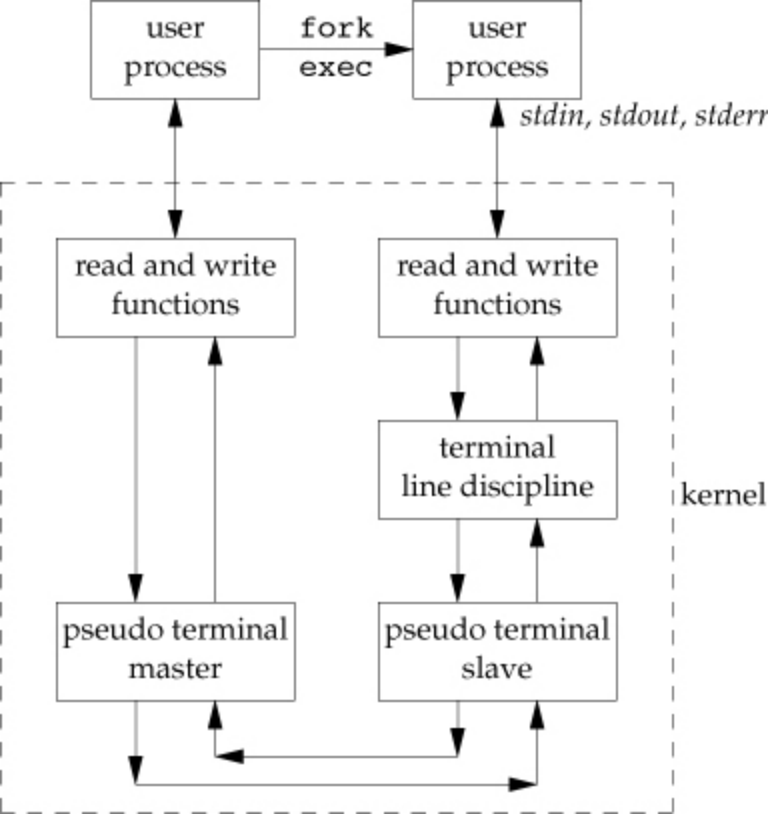 user
process
fork
exec
user
process
stdin, stdout, stderr
read and write
functions
read and write
functions
terminal
line discipline
kernel
pseudo terminal
master
pseudo terminal
slave